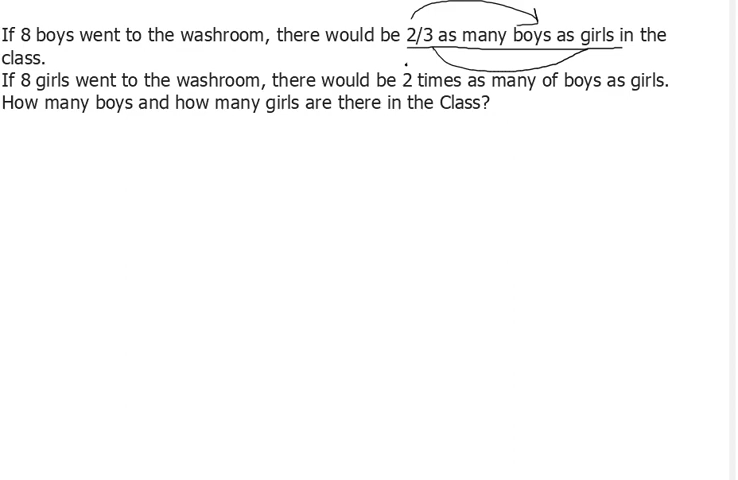 If 8 boys went to the washroom, there would be 2/3 as many boys as girls in the
class.
If 8 girls went to the washroom, there would be 2 times as many of boys as girls.
How many boys and how many girls are there in the Class?